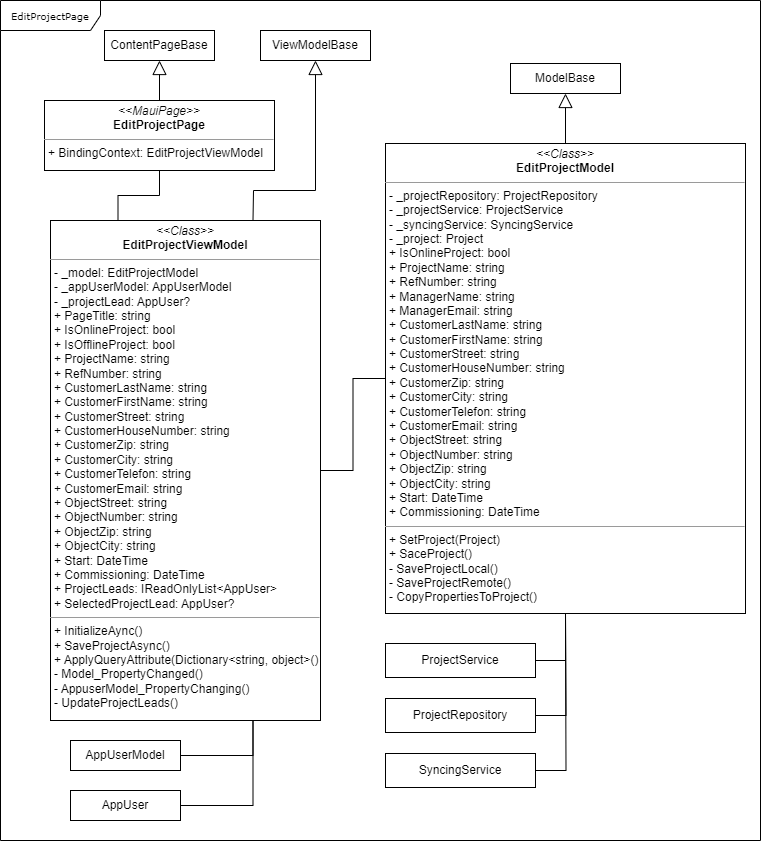 EditProjectPage
ContentPageBase
ViewModelBase
ModelBase
<<MauiPage>>
EditProjectPage
+ BindingContext: EditProjectViewModel
<<Class>>
EditProjectViewModel
- _model: EditProjectModel
- _appUserModel: AppUserModel
- _projectLead: AppUser?
+ PageTitle: string
+ IsOnlineProject: bool
+ IsOfflineProject: bool
+ ProjectName: string
+ RefNumber: string
+ CustomerLastName: string
+ CustomerFirstName: string
+ CustomerStreet: string
+ CustomerHouseNumber: string
+ CustomerZip: string
+ CustomerCity: string
+ CustomerTelefon: string
+ CustomerEmail: string
+ ObjectStreet: string
+ ObjectNumber: string
+ ObjectZip: string
+ ObjectCity: string
+ Start: DateTime
+ Commissioning: DateTime
+ ProjectLeads: IReadOnlyList<AppUser>
+ SelectedProjectLead: AppUser?
+ InitializeAync()
+ SaveProjectAsync()
+ ApplyQueryAttribute(Dictionary<string, object>()
- Model_PropertyChanged()
- AppuserModel_PropertyChanging()
- UpdateProjectLeads()
AppUserModel
AppUser
<<Class>>
EditProjectModel
- _projectRepository: ProjectRepository
- _projectService: ProjectService
- _syncingService: SyncingService
- _project: Project
+ IsOnlineProject: bool
+ ProjectName: string
+ RefNumber: string
+ ManagerName: string
+ ManagerEmail: string
+ CustomerLastName: string
+ CustomerFirstName: string
+ CustomerStreet: string
+ CustomerHouseNumber: string
+ CustomerZip: string
+ CustomerCity: string
+ CustomerTelefon: string
+ CustomerEmail: string
+ ObjectStreet: string
+ ObjectNumber: string
+ ObjectZip: string
+ ObjectCity: string
+ Start: DateTime
+ Commissioning: DateTime
+ SetProject(Project)
+ SaceProject()
- SaveProjectLocal()
- SaveProjectRemote()
- CopyPropertiesToProject()
ProjectService
ProjectRepository
SyncingService